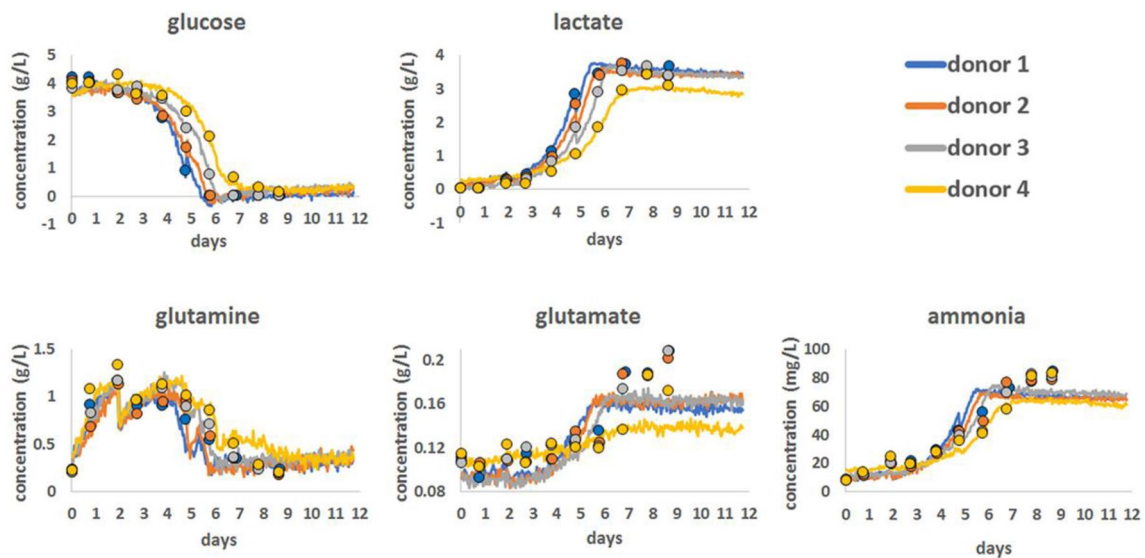 glucose
concentration (g/L)
5
4
3
2
1
0
-1
0 1 2 3 4 5 6 7 8 9 10 11 12
days
lactate
concentration (g/L)
4
3
2
1
0
-1
0 1 2 3 4 5 6 7 8 9 10 11 12
days
donor 1
donor 2
donor 3
donor 4
glutamine
concentration (g/L)
1.5
1
0.5
0
0 1 2 3 4 5 6 7 8 9 10 11 12
days
glutamate
concentration (g/L)
0.2
0.16
0.12
0.08
0 1 2 3 4 5 6 7 8 9 10 11 12
days
ammonia
concentration (mg/L)
100
80
60
40
20
0
0 1 2 3 4 5 6 7 8 9 10 11 12
days